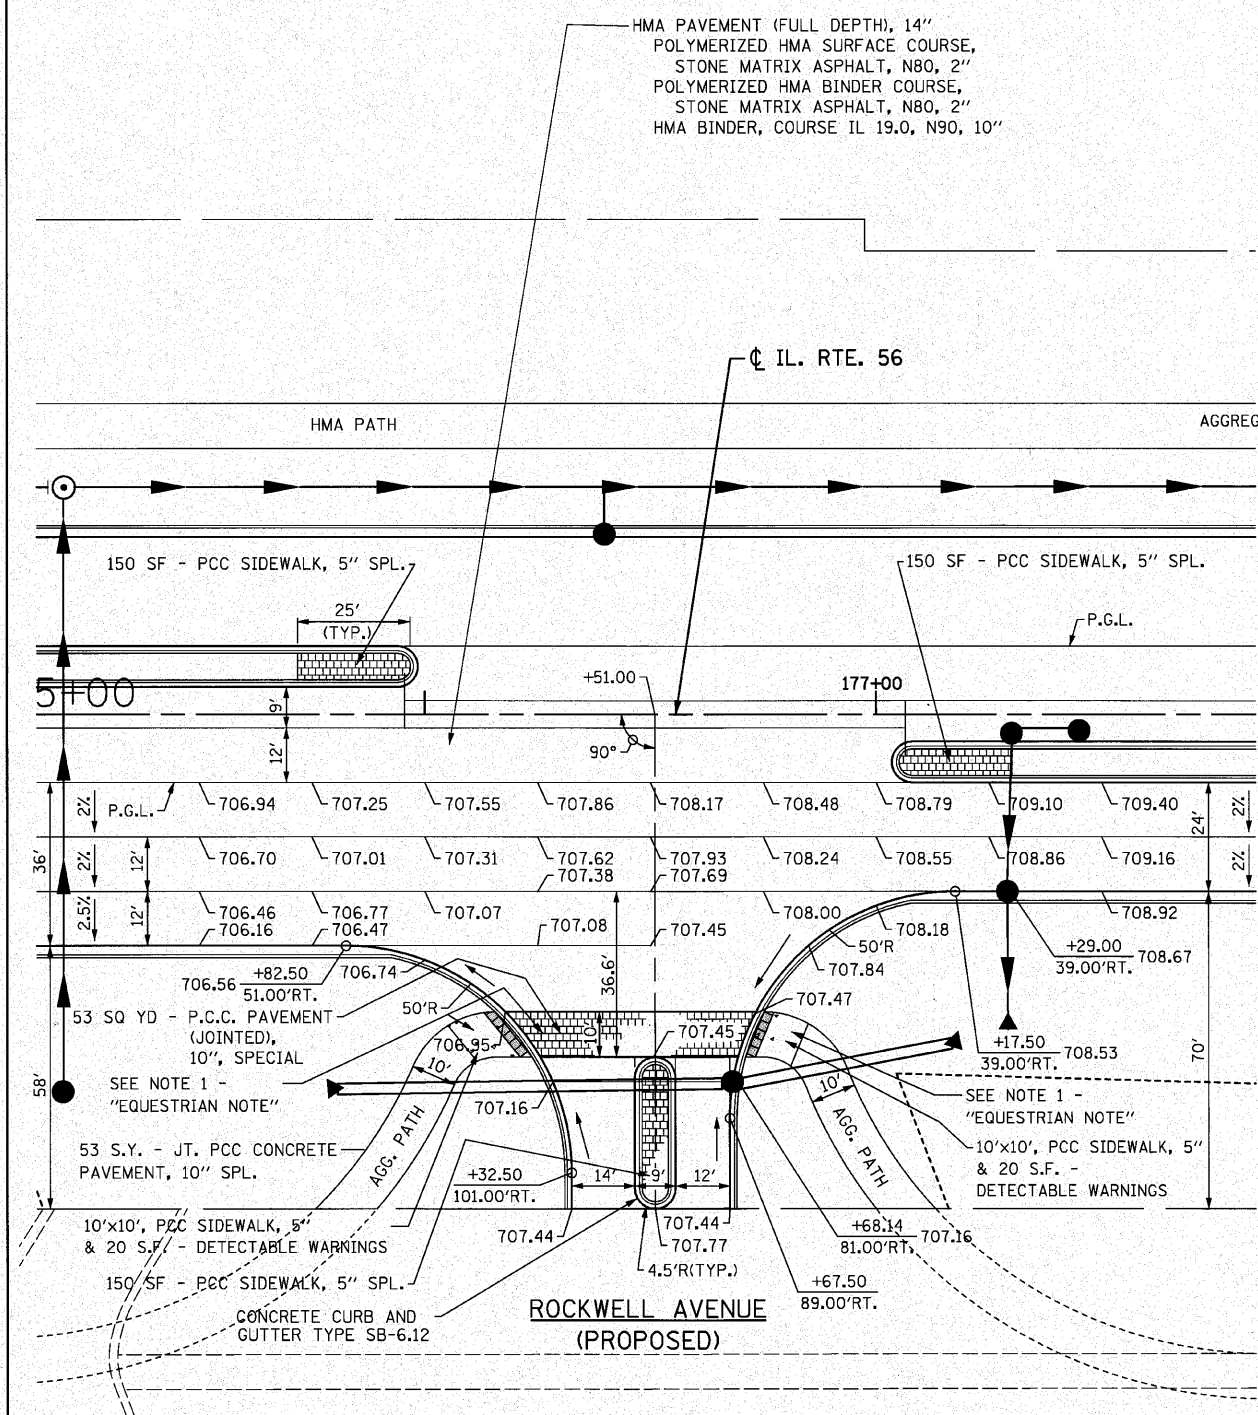 HMA PAVEMENT (FULL DEPTH), 14"
POLYMERIZED HMA SURFACE COURSE,
STONE MATRIX ASPHALT, N80, 2"
POLYMERIZED HMA BINDER COURSE,
STONE MATRIX ASPHALT, N80, 2"
HMA BINDER, COURSE IL 19.0, N90, 10"
℄ IL. RTE. 56
HMA PATH
AGGREG
150 SF - PCC SIDEWALK, 5" SPL.
150 SF - PCC SIDEWALK, 5" SPL.
25'
(TYP.)
P.G.L.
+51.00
177+00
5+00
9'
12'
90°
2%
P.G.L.
706.94
707.25
707.55
707.86
708.17
708.48
708.79
709.10
709.40
24'
2%
36'
2%
12'
706.70
707.01
707.31
707.62
707.93
708.24
708.55
708.86
709.16
2%
707.38
707.69
2.5%
12'
706.46
706.77
707.07
708.00
708.18
708.92
706.16
706.47
707.08
707.45
50'R
+29.00
39.00'RT.
708.67
706.56
+82.50
51.00'RT.
706.74
36.6'
707.84
50'R
707.47
53 SQ YD - P.C.C. PAVEMENT
(JOINTED),
10", SPECIAL
706.95
10'
707.45
+17.50
39.00'RT.
708.53
70'
58'
SEE NOTE 1 -
"EQUESTRIAN NOTE"
10'
707.16
10'
SEE NOTE 1 -
"EQUESTRIAN NOTE"
53 S.Y. - JT. PCC CONCRETE
PAVEMENT, 10" SPL.
AGG. PATH
AGG. PATH
10'x10', PCC SIDEWALK, 5"
& 20 S.F. -
DETECTABLE WARNINGS
+32.50
101.00'RT.
14'
9'
12'
10'x10', PCC SIDEWALK, 5"
& 20 S.F. - DETECTABLE WARNINGS
707.44
707.44
707.77
+68.14
81.00'RT.
707.16
150 SF - PCC SIDEWALK, 5" SPL.
4.5'R(TYP.)
+67.50
89.00'RT.
CONCRETE CURB AND
GUTTER TYPE SB-6.12
ROCKWELL AVENUE
(PROPOSED)